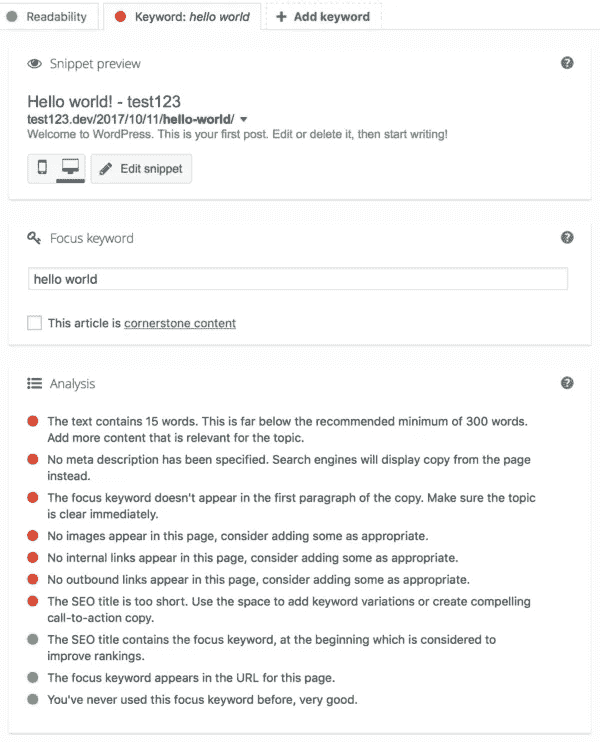 Readability Keyword: hello world + Add keyword
Snippet preview ?
Hello world! - test123
test123.dev/2017/10/11/hello-world/
Welcome to WordPress. This is your first post. Edit or delete it, then start writing!
Edit snippet
Focus keyword ?
hello world
This article is cornerstone content
Analysis ?
The text contains 15 words. This is far below the recommended minimum of 300 words.
Add more content that is relevant for the topic.
No meta description has been specified. Search engines will display copy from the page
instead.
The focus keyword doesn't appear in the first paragraph of the copy. Make sure the topic
is clear immediately.
No images appear in this page, consider adding some as appropriate.
No internal links appear in this page, consider adding some as appropriate.
No outbound links appear in this page, consider adding some as appropriate.
The SEO title is too short. Use the space to add keyword variations or create compelling
call-to-action copy.
The SEO title contains the focus keyword, at the beginning which is considered to
improve rankings.
The focus keyword appears in the URL for this page.
You've never used this focus keyword before, very good.